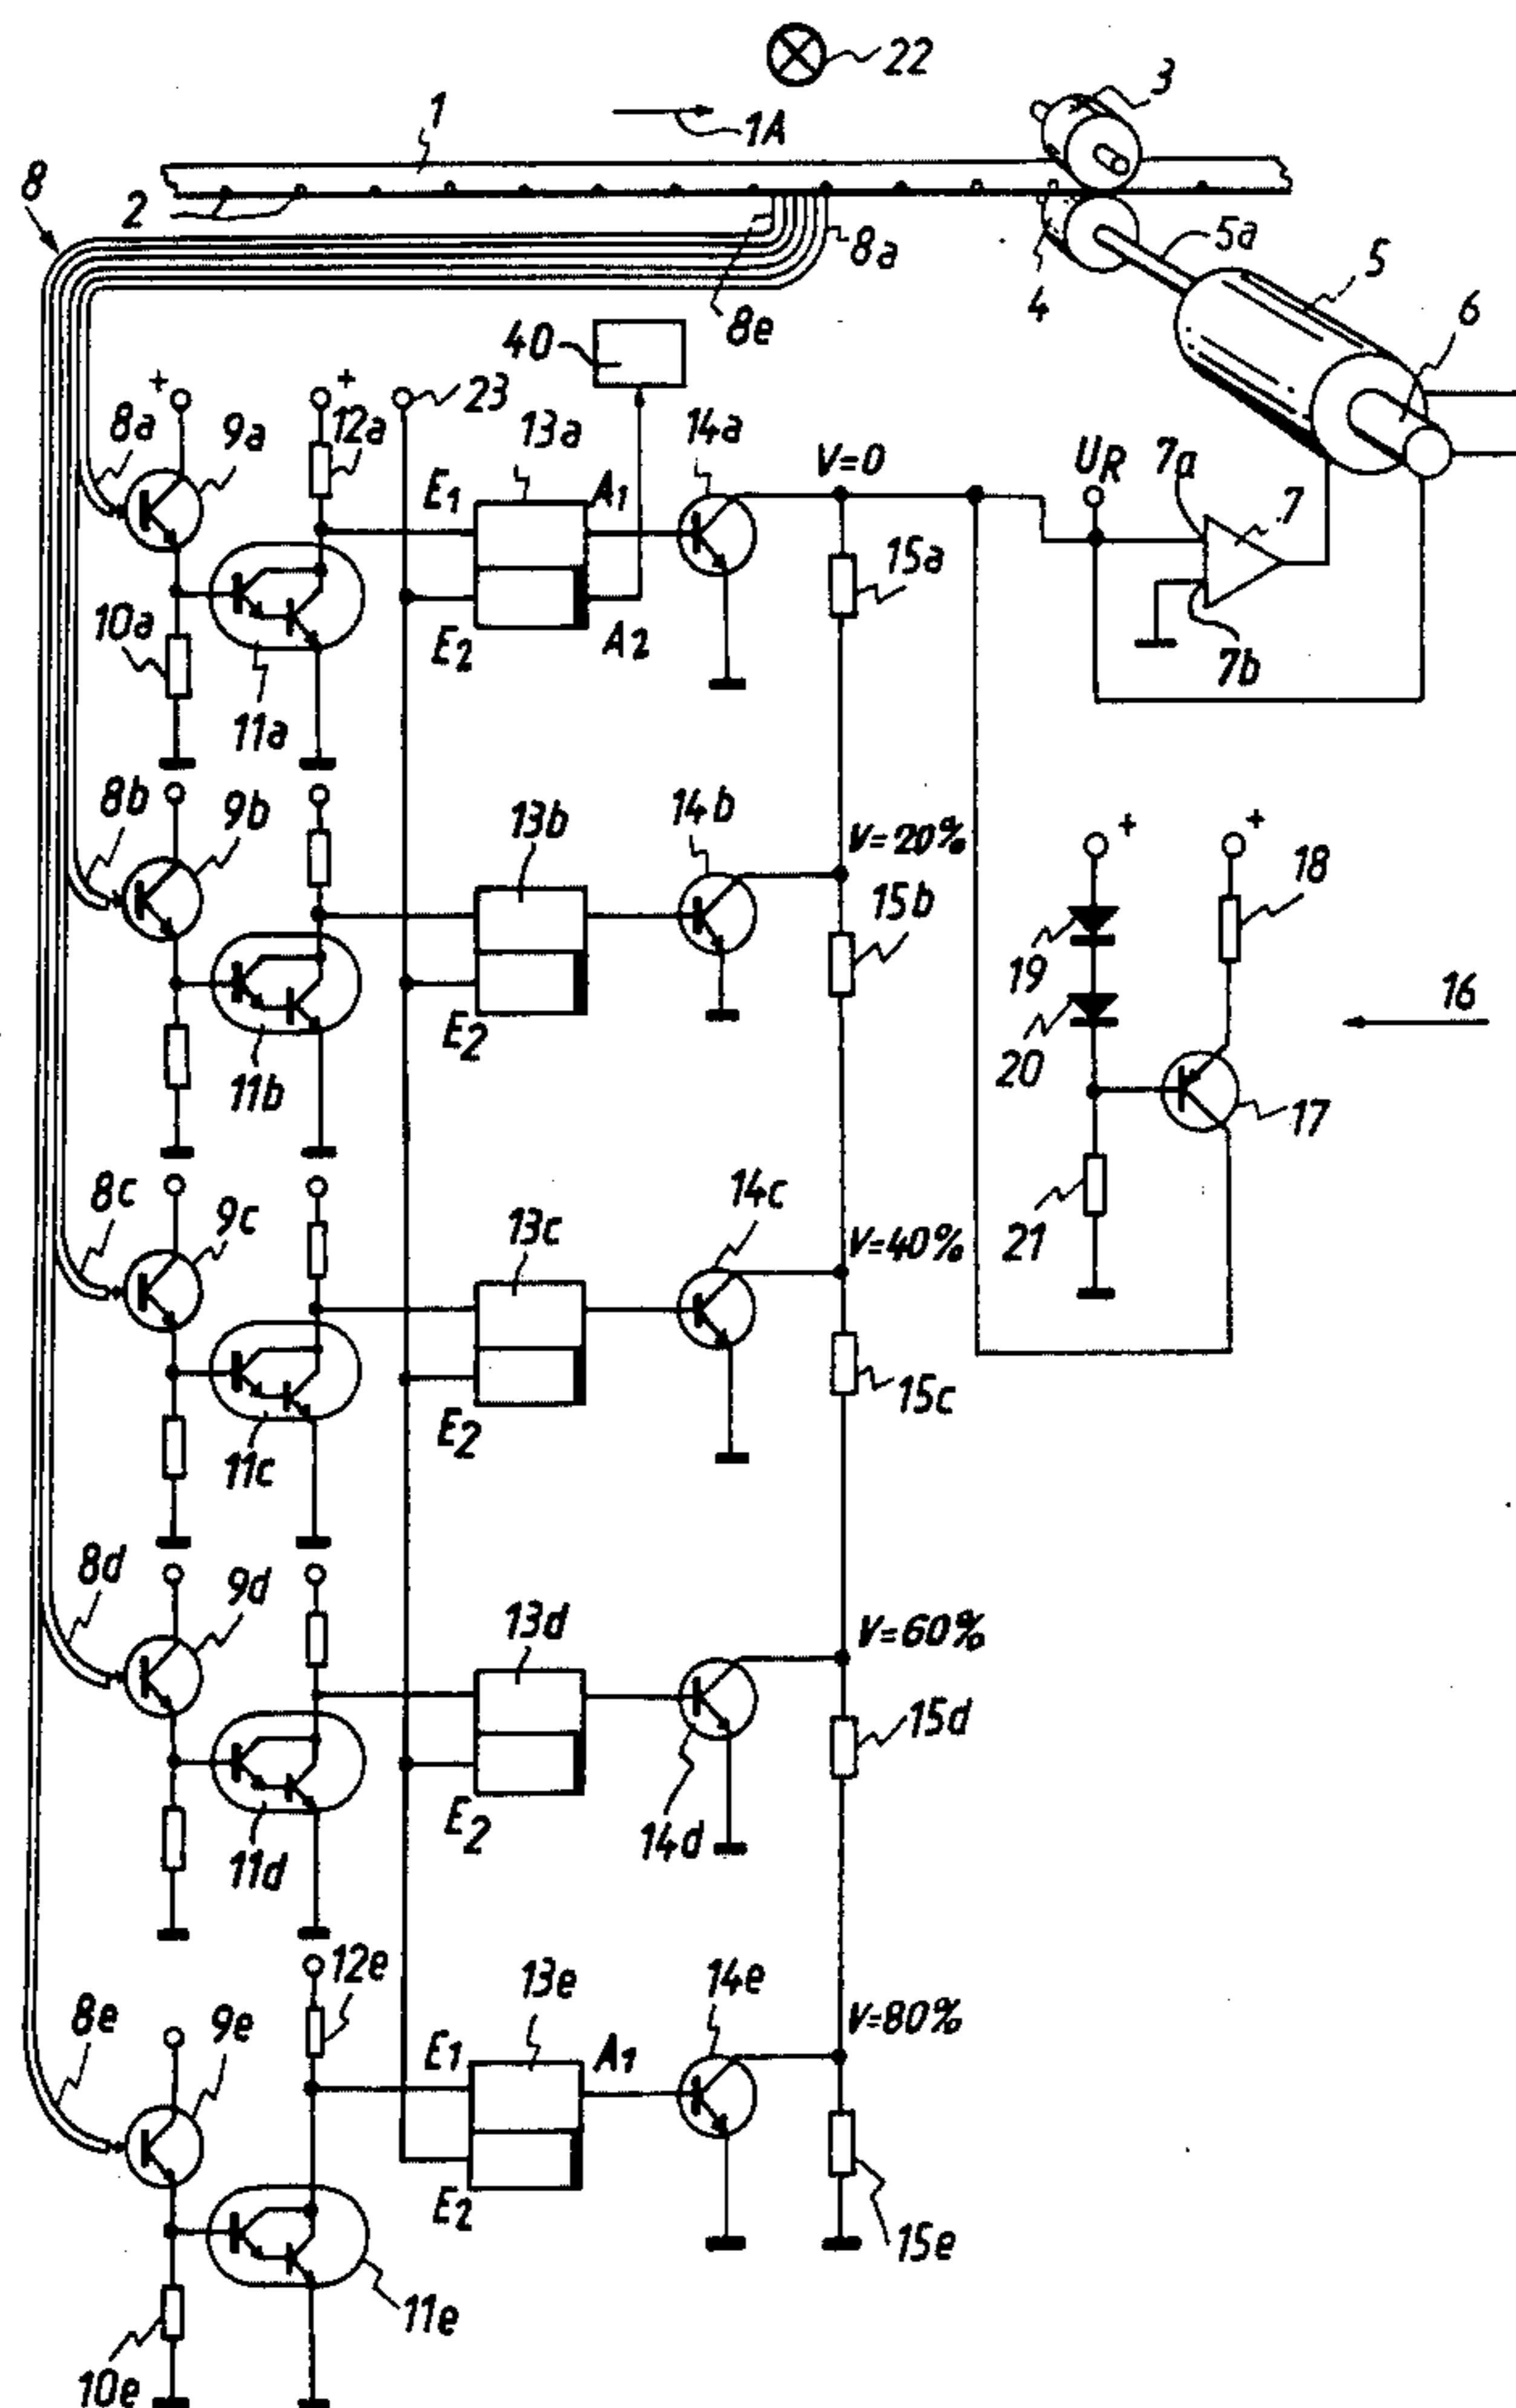 22
3
1
1A
8
2
8a
5a
5
4
8e
6
40
+
+
23
8a
9a
12a
13a
14a
V=0
UR
7a
7
E1
A1
15a
10a
E2
A2
7b
11a
8b
9b
13b
14b
V=20%
+
+
18
15b
19
16
E2
20
11b
17
8c
9c
13c
14c
V=40%
21
15c
E2
11c
8d
9d
13d
V=60%
15d
E2
14d
11d
12e
13e
14e
V=80%
8e
9e
E1
A1
E2
15e
11e
10e